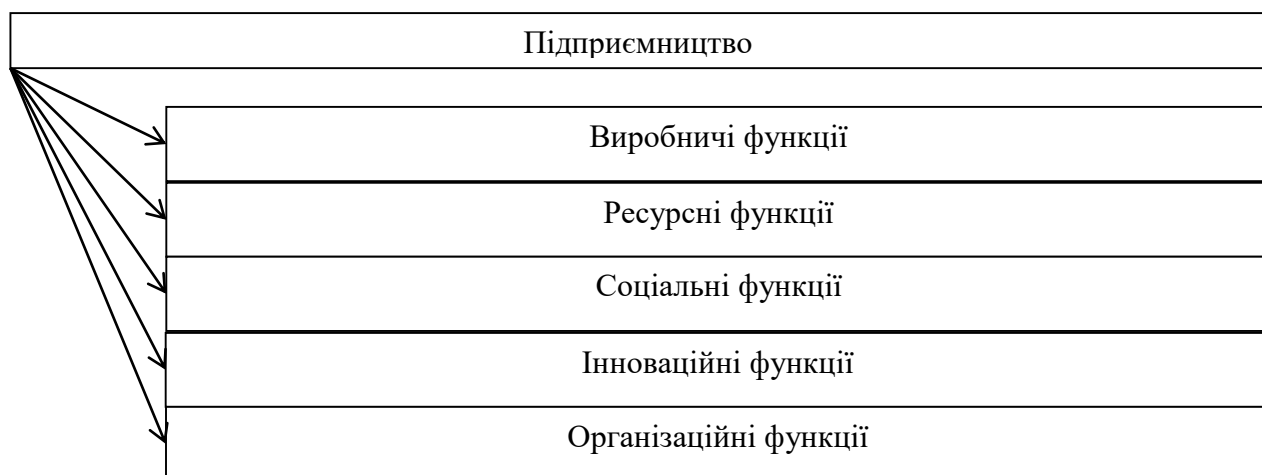 Підприємництво
Виробничі функції
Ресурсні функції
Соціальні функції
Інноваційні функції
Організаційні функції